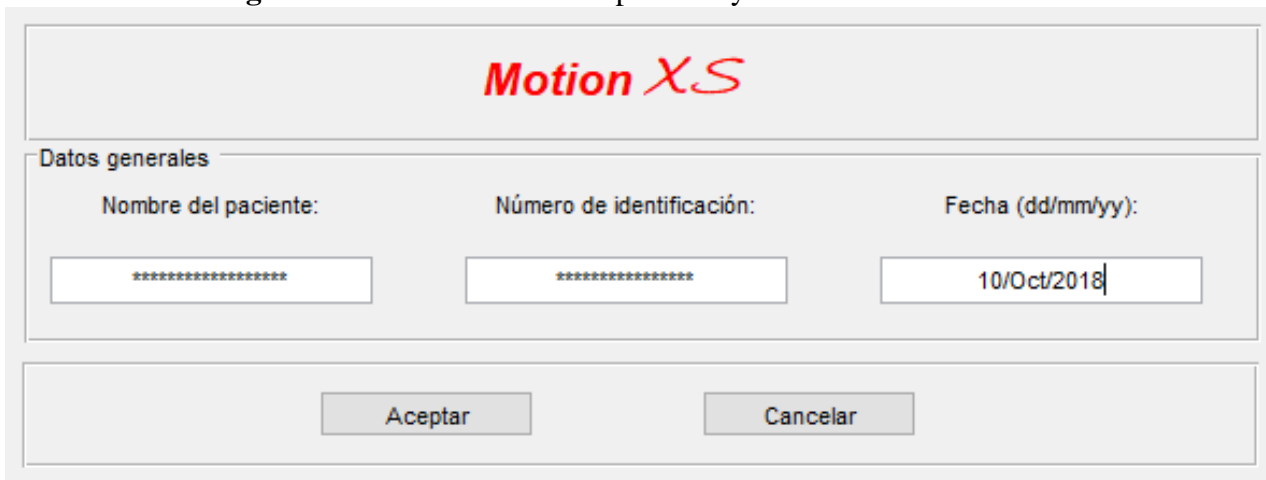 Motion XS
Datos generales
Nombre del paciente: Número de identificación: Fecha (dd/mm/yy):
****************** **************** 10/Oct/2018
Aceptar Cancelar